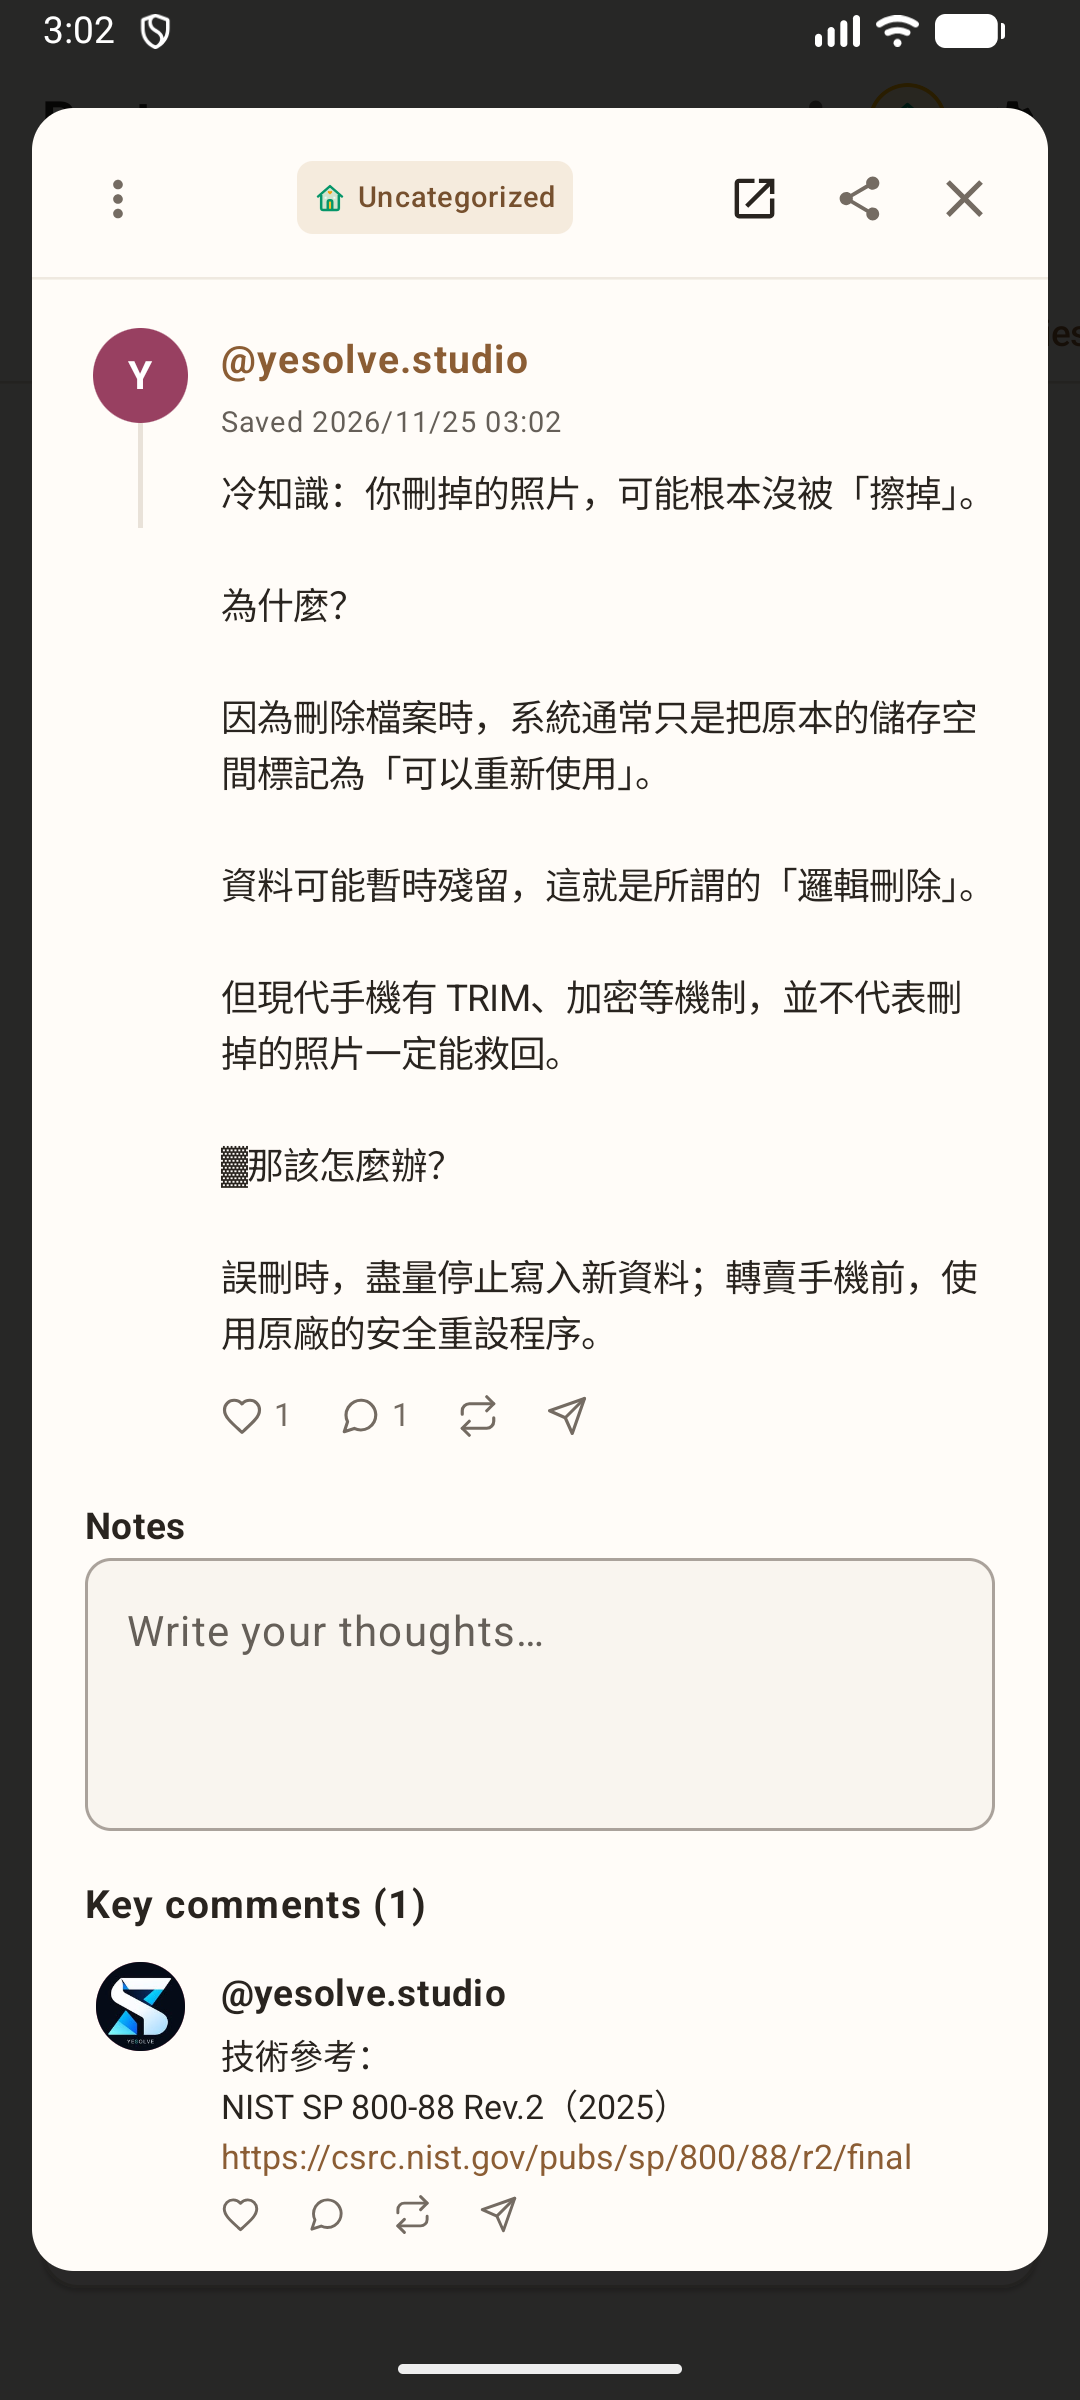 3:02
Uncategorized
Y
@yesolve.studio
Saved 2026/11/25 03:02
冷知識：你刪掉的照片，可能根本沒被「擦掉」。
為什麼？
因為刪除檔案時，系統通常只是把原本的儲存空
間標記為「可以重新使用」。
資料可能暫時殘留，這就是所謂的「邏輯刪除」。
但現代手機有 TRIM、加密等機制，並不代表刪
掉的照片一定能救回。
▓那該怎麼辦？
誤刪時，盡量停止寫入新資料；轉賣手機前，使
用原廠的安全重設程序。
1 1
Notes
Write your thoughts…
Key comments (1)
@yesolve.studio
技術參考：
NIST SP 800-88 Rev.2（2025）
https://csrc.nist.gov/pubs/sp/800/88/r2/final
YESOLVE